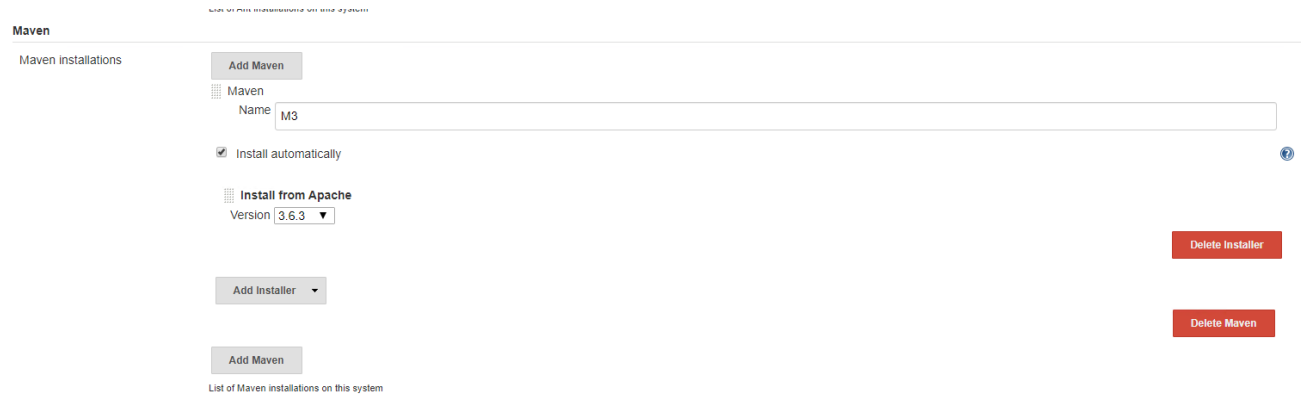 List of Ant installations on this system
Maven
Maven installations
Add Maven
Maven
Name M3
Install automatically
Install from Apache
Version 3.6.3
Delete Installer
Add Installer
Delete Maven
Add Maven
List of Maven installations on this system